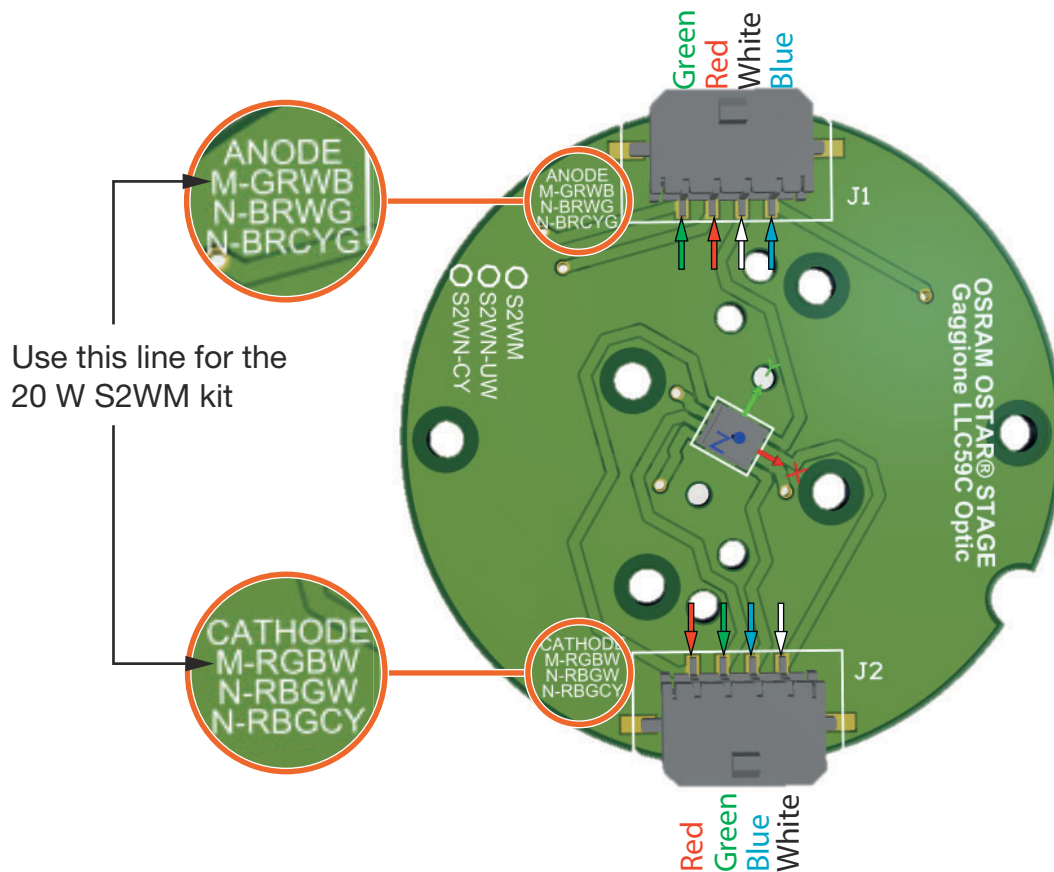 Green
Red
White
Blue
ANODE
M-GRWB
N-BRWG
N-BRCYG
ANODE
M-GRWB
N-BRWG
N-BRCYG
J1
S2WM
S2WN-UW
S2WN-CY
OSRAM OSTAR® STAGE
Gaggione LLC59C Optic
Use this line for the
20 W S2WM kit
Y
Z
X
CATHODE
M-RGBW
N-RBGW
N-RBGCY
CATHODE
M-RGBW
N-RBGW
N-RBGCY
J2
Red
Green
Blue
White